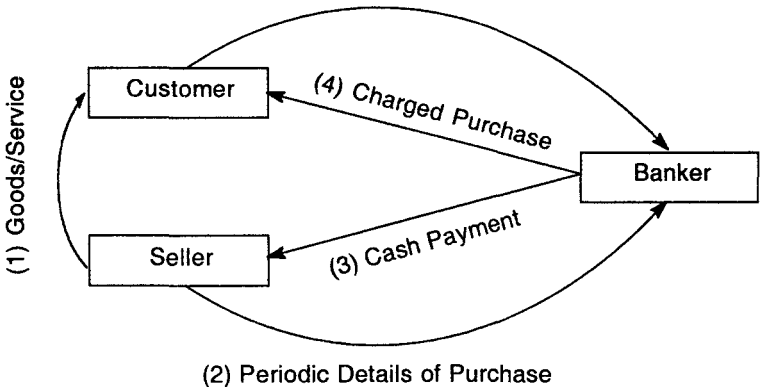 (1) Goods/Service
Customer
(4) Charged Purchase
Banker
Seller
(3) Cash Payment
(2) Periodic Details of Purchase